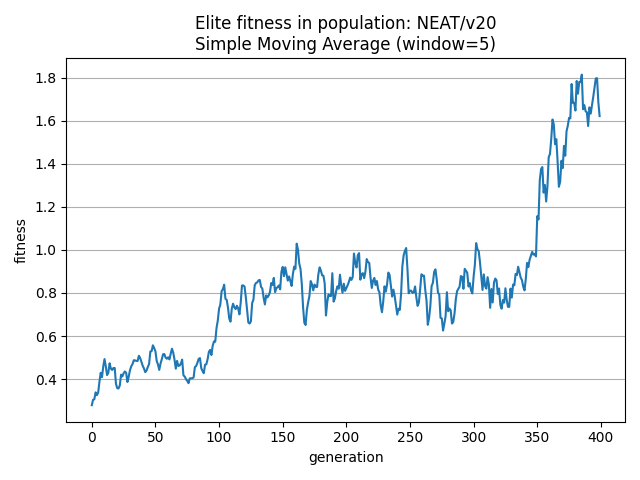 Elite fitness in population: NEAT/v20
Simple Moving Average (window=5)
1.8
1.6
1.4
1.2
1.0
0.8
0.6
0.4
fitness
0 50 100 150 200 250 300 350 400
generation